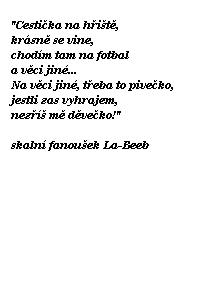 "Cestička na hřiště,
krásně se vine,
chodím tam na fotbal
a věci jiné...
Na věci jiné, třeba to pivečko,
jestli zas vyhrajem,
nezříš mě děvečko!"
skalní fanoušek La-Beeb